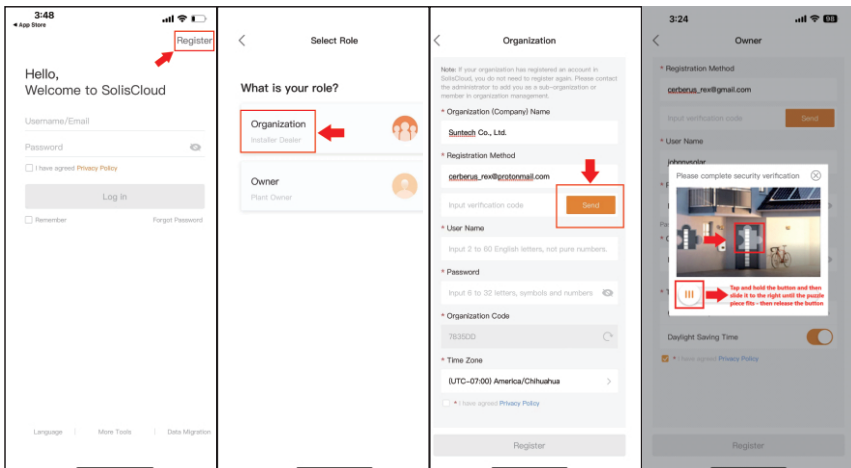 3:48
App Store
Register
Hello,
Welcome to SolisCloud
Username/Email
Password
I have agreed Privacy Policy
Log in
Remember
Forgot Password
Language
More Tools
Data Migration
Select Role
What is your role?
Organization
Installer Dealer
Owner
Plant Owner
Organization
Note: If your organization has registered an account in
SolisCloud, you do not need to register again. Please contact
the administrator to add you as a sub-organization or
member in organization management.
* Organization (Company) Name
Suntech Co., Ltd.
* Registration Method
cerberus_rex@protonmail.com
Input verification code
Send
* User Name
Input 2 to 60 English letters, not pure numbers.
* Password
Input 6 to 32 letters, symbols and numbers
* Organization Code
7835DD
* Time Zone
(UTC-07:00) America/Chihuahua
* I have agreed Privacy Policy
Register
3:24
98
Owner
* Registration Method
cerberus_rex@gmail.com
Input verification code
Send
* User Name
johnnysolar
Please complete security verification
Tap and hold the button and then
slide it to the right until the puzzle
piece fits - then release the button
Daylight Saving Time
* I have agreed Privacy Policy
Register